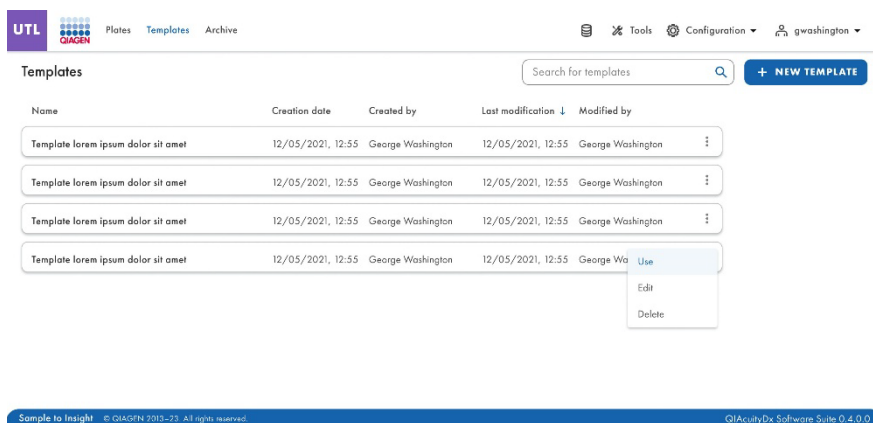 UTL QIAGEN Plates Templates Archive Tools Configuration gwashington
Templates Search for templates + NEW TEMPLATE
Name Creation date Created by Last modification ↓ Modified by
Template lorem ipsum dolor sit amet 12/05/2021, 12:55 George Washington 12/05/2021, 12:55 George Washington
Template lorem ipsum dolor sit amet 12/05/2021, 12:55 George Washington 12/05/2021, 12:55 George Washington
Template lorem ipsum dolor sit amet 12/05/2021, 12:55 George Washington 12/05/2021, 12:55 George Washington
Template lorem ipsum dolor sit amet 12/05/2021, 12:55 George Washington 12/05/2021, 12:55 George Wa
Use
Edit
Delete
Sample to Insight © QIAGEN 2013–23. All rights reserved. QIAcuityDx Software Suite 0.4.0.0